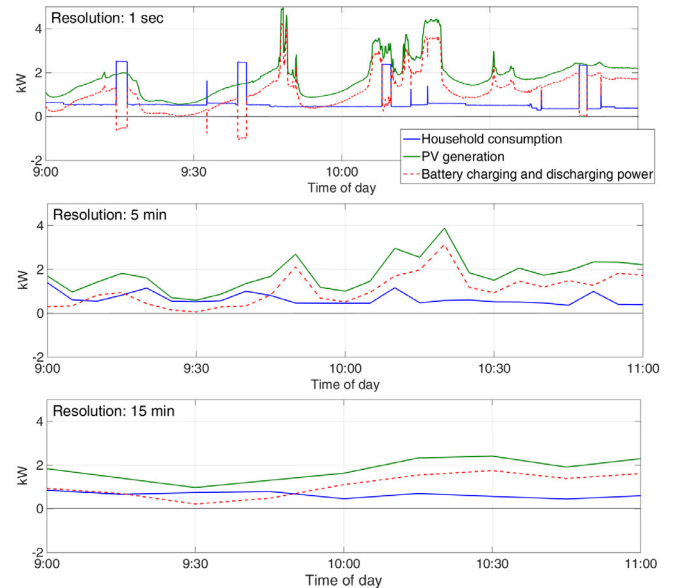 Resolution: 1 sec
4
2
0
-2
kW
9:00
9:30
10:00
Time of day
Household consumption
PV generation
Battery charging and discharging power
Resolution: 5 min
4
2
0
-2
kW
9:00
9:30
10:00
10:30
11:00
Time of day
Resolution: 15 min
4
2
0
-2
kW
9:00
9:30
10:00
10:30
11:00
Time of day